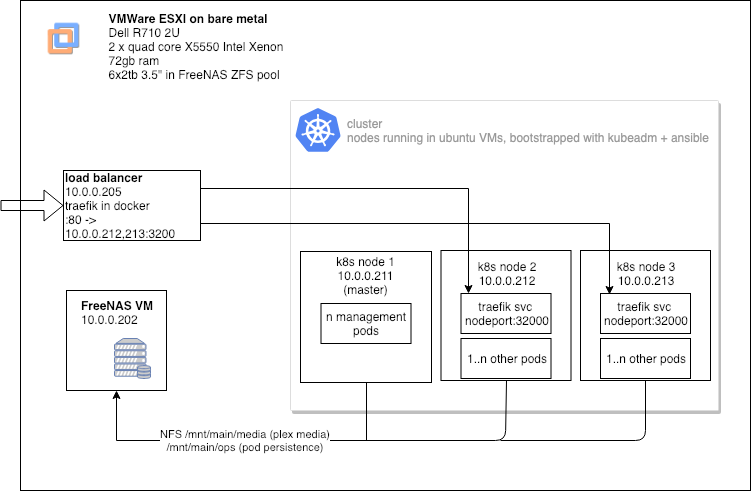 VMWare ESXI on bare metal
Dell R710 2U
2 x quad core X5550 Intel Xenon
72gb ram
6x2tb 3.5" in FreeNAS ZFS pool
cluster
nodes running in ubuntu VMs, bootstrapped with kubeadm + ansible
load balancer
10.0.0.205
traefik in docker
:80 ->
10.0.0.212,213:3200
k8s node 1
10.0.0.211
(master)
n management
pods
k8s node 2
10.0.0.212
traefik svc
nodeport:32000
1..n other pods
k8s node 3
10.0.0.213
traefik svc
nodeport:32000
1..n other pods
FreeNAS VM
10.0.0.202
NFS /mnt/main/media (plex media)
/mnt/main/ops (pod persistence)